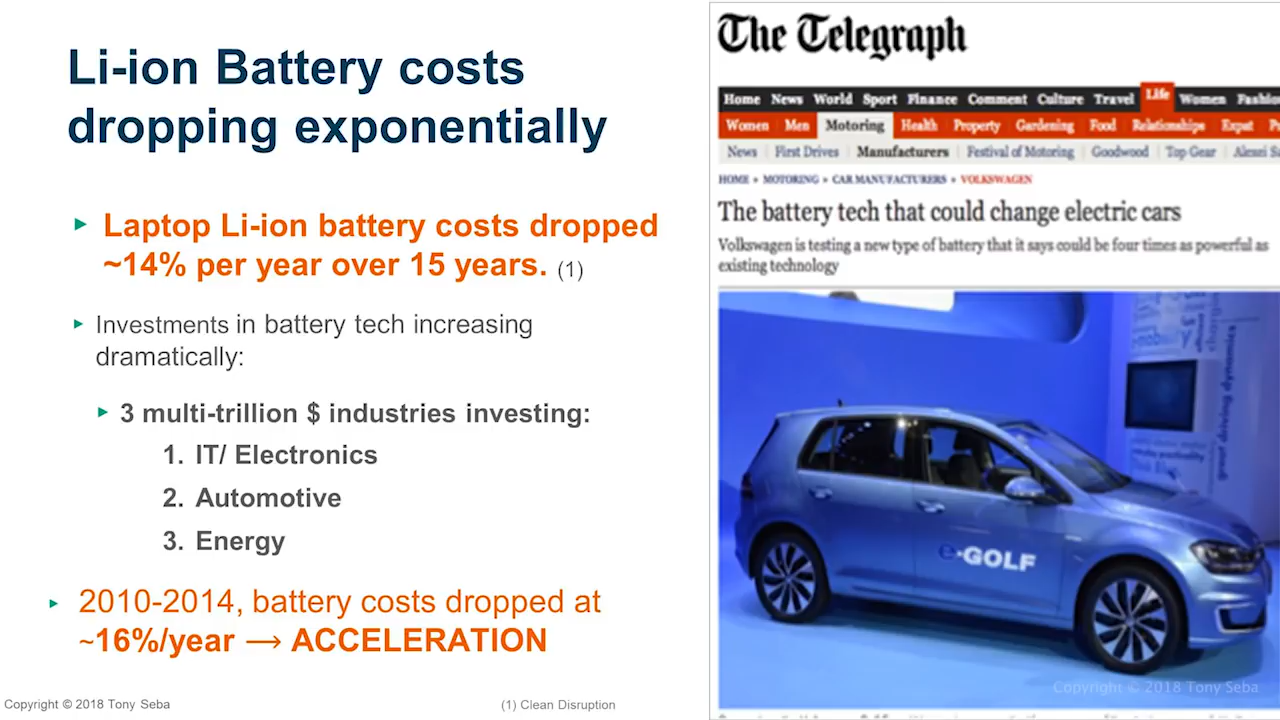 Li-ion Battery costs
dropping exponentially
Laptop Li-ion battery costs dropped
~14% per year over 15 years. (1)
Investments in battery tech increasing
dramatically:
3 multi-trillion $ industries investing:
1. IT/ Electronics
2. Automotive
3. Energy
2010-2014, battery costs dropped at
~16%/year → ACCELERATION
Copyright © 2018 Tony Seba
(1) Clean Disruption
The Telegraph
Home News World Sport Finance Comment Culture Travel Life Women Fashion
Women Men Motoring Health Property Gardening Food Relationships Expat
News First Drives Manufacturers Festival of Motoring Goodwood Top Gear Alexei
HOME » MOTORING » CAR MANUFACTURERS » VOLKSWAGEN
The battery tech that could change electric cars
Volkswagen is testing a new type of battery that it says could be four times as powerful as
existing technology
great driving dynamics
e-GOLF
Copyright © 2018 Tony Seba